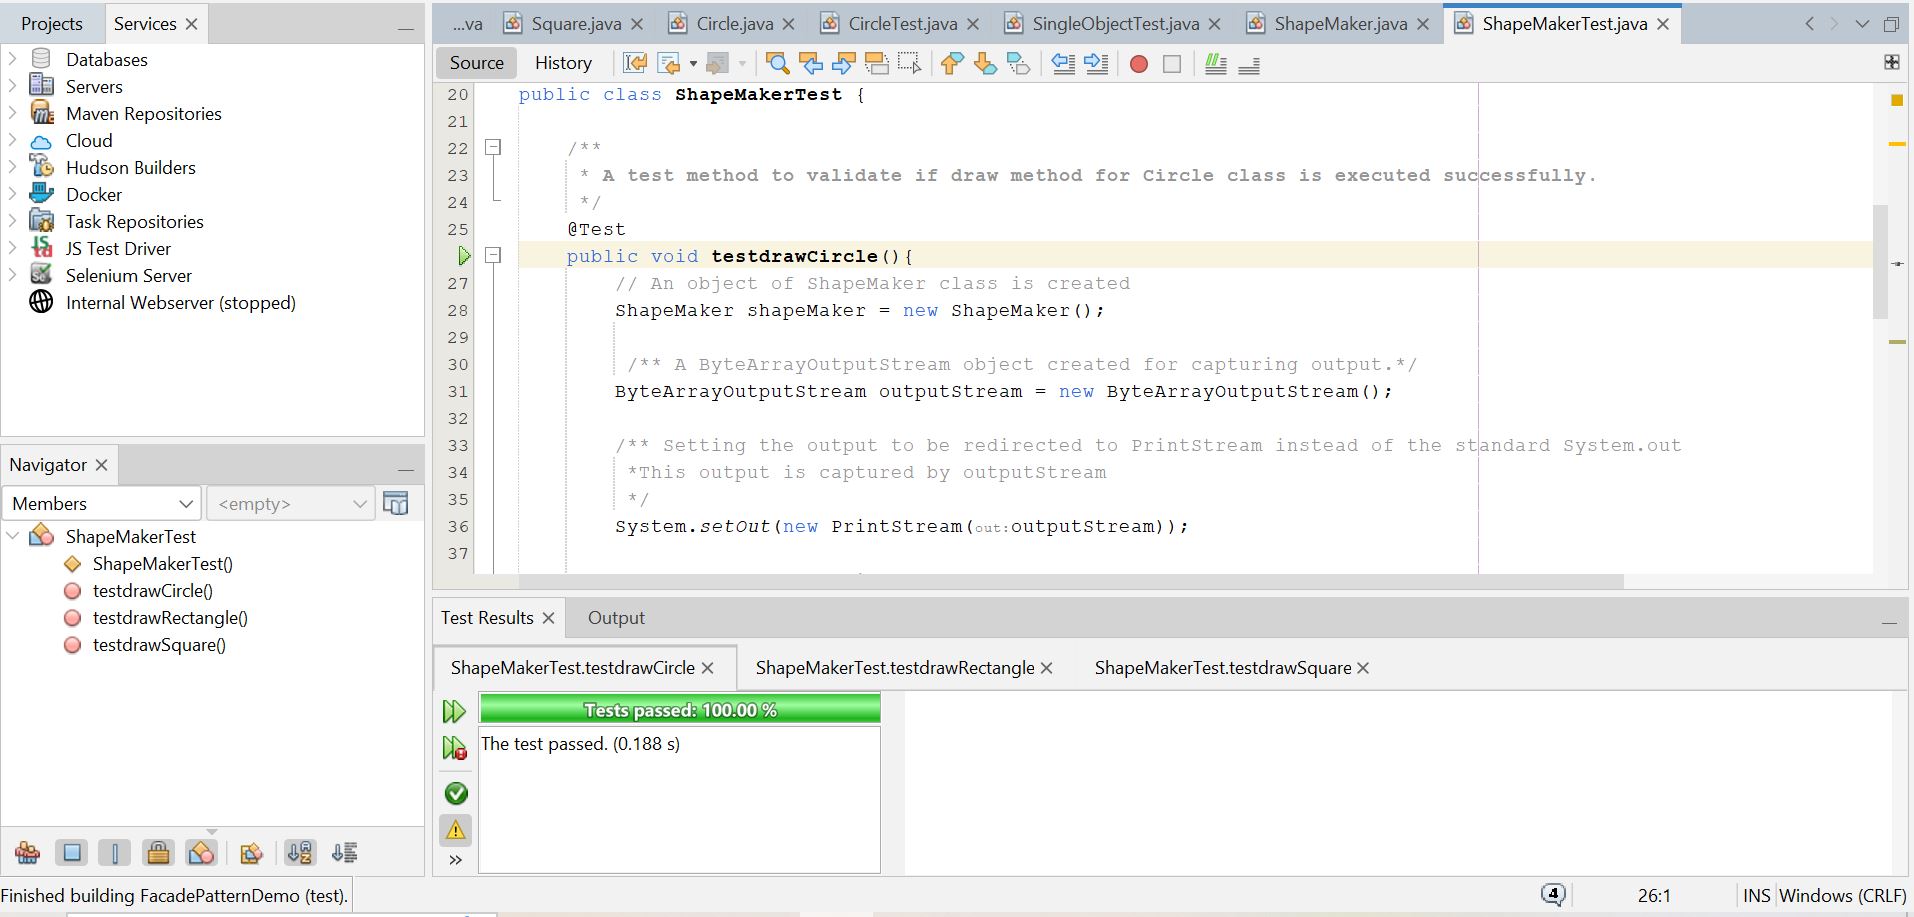 Projects
Services
Databases
Servers
Maven Repositories
Cloud
Hudson Builders
Docker
Task Repositories
JS Test Driver
Selenium Server
Internal Webserver (stopped)
Navigator
Members
<empty>
ShapeMakerTest
ShapeMakerTest()
testdrawCircle()
testdrawRectangle()
testdrawSquare()
...va
Square.java
Circle.java
CircleTest.java
SingleObjectTest.java
ShapeMaker.java
ShapeMakerTest.java
Source
History
20 public class ShapeMakerTest {
21
22 /**
23 * A test method to validate if draw method for Circle class is executed successfully.
24 */
25 @Test
public void testdrawCircle(){
27 // An object of ShapeMaker class is created
28 ShapeMaker shapeMaker = new ShapeMaker();
29
30 /** A ByteArrayOutputStream object created for capturing output.*/
31 ByteArrayOutputStream outputStream = new ByteArrayOutputStream();
32
33 /** Setting the output to be redirected to PrintStream instead of the standard System.out
34 *This output is captured by outputStream
35 */
36 System.setOut(new PrintStream(out:outputStream));
37
Test Results
Output
ShapeMakerTest.testdrawCircle
ShapeMakerTest.testdrawRectangle
ShapeMakerTest.testdrawSquare
Tests passed: 100.00 %
The test passed. (0.188 s)
Finished building FacadePatternDemo (test).
4
26:1
INS
Windows (CRLF)